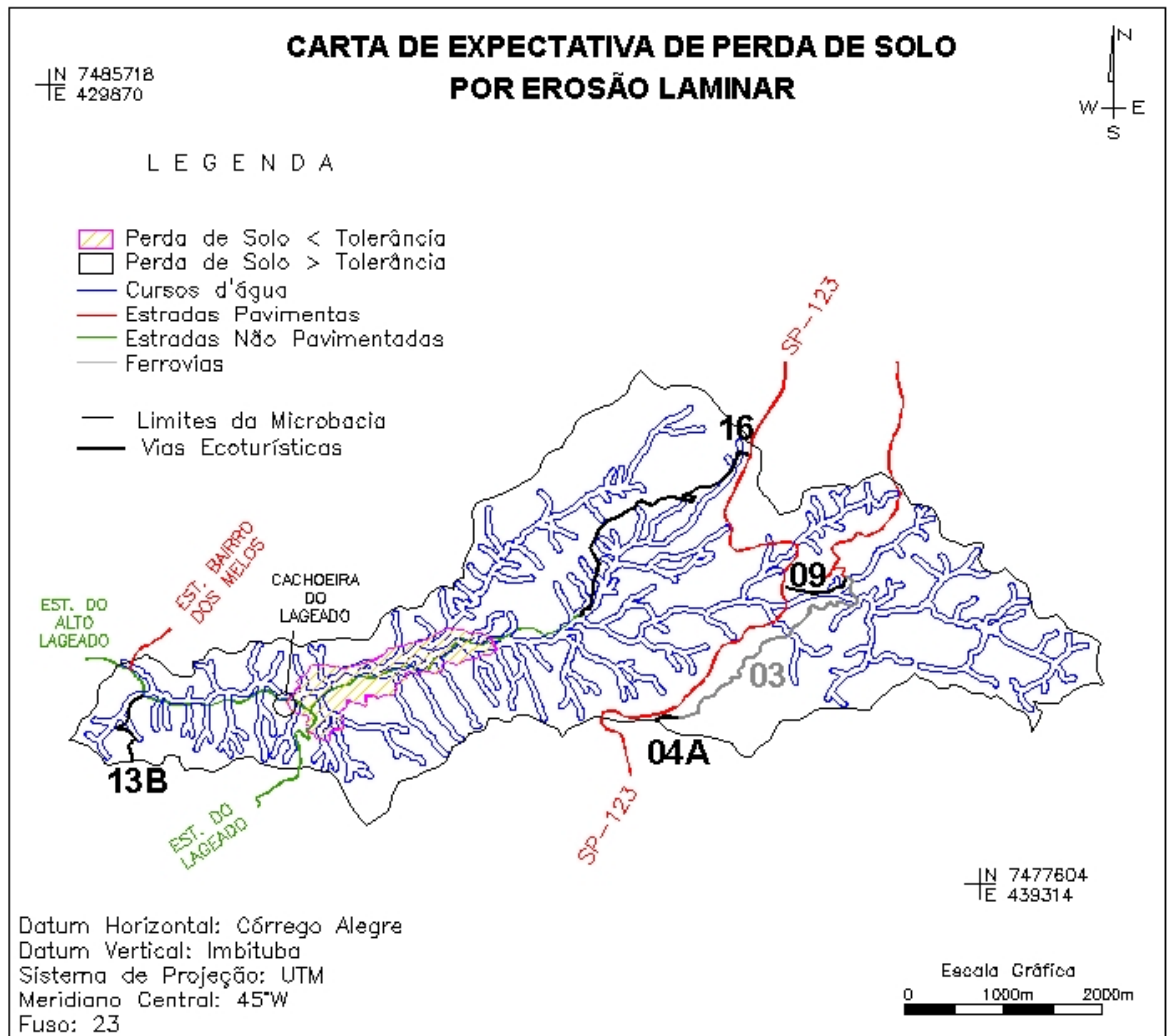 CARTA DE EXPECTATIVA DE PERDA DE SOLO
POR EROSÃO LAMINAR
N 7485718
E 429870
N
W E
S
L E G E N D A
Perda de Solo < Tolerância
Perda de Solo > Tolerância
Cursos d'água
Estradas Pavimentas
Estradas Não Pavimentadas
Ferrovias
Limites da Microbacia
Vias Ecoturísticas
SP-123
16
09
EST. BAIRRO
DOS MELOS
CACHOEIRA
DO
LAGEADO
EST. DO
ALTO
LAGEADO
03
04A
13B
EST. DO
LAGEADO
SP-123
N 7477604
E 439314
Datum Horizontal: Córrego Alegre
Datum Vertical: Imbituba
Sistema de Projeção: UTM
Meridiano Central: 45°W
Fuso: 23
Escala Gráfica
0 1000m 2000m